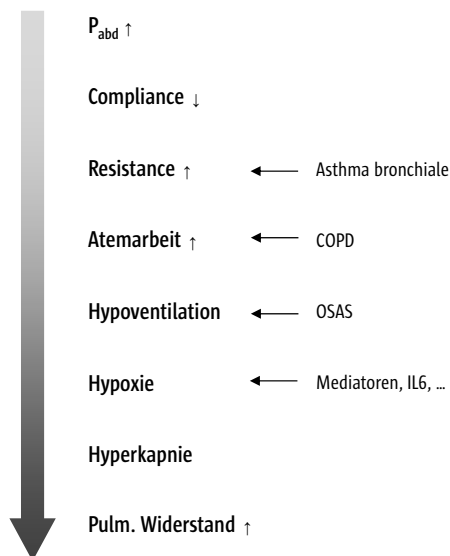 P_abd ↑
Compliance ↓
Resistance ↑ ← Asthma bronchiale
Atemarbeit ↑ ← COPD
Hypoventilation ← OSAS
Hypoxie ← Mediatoren, IL6, ...
Hyperkapnie
Pulm. Widerstand ↑